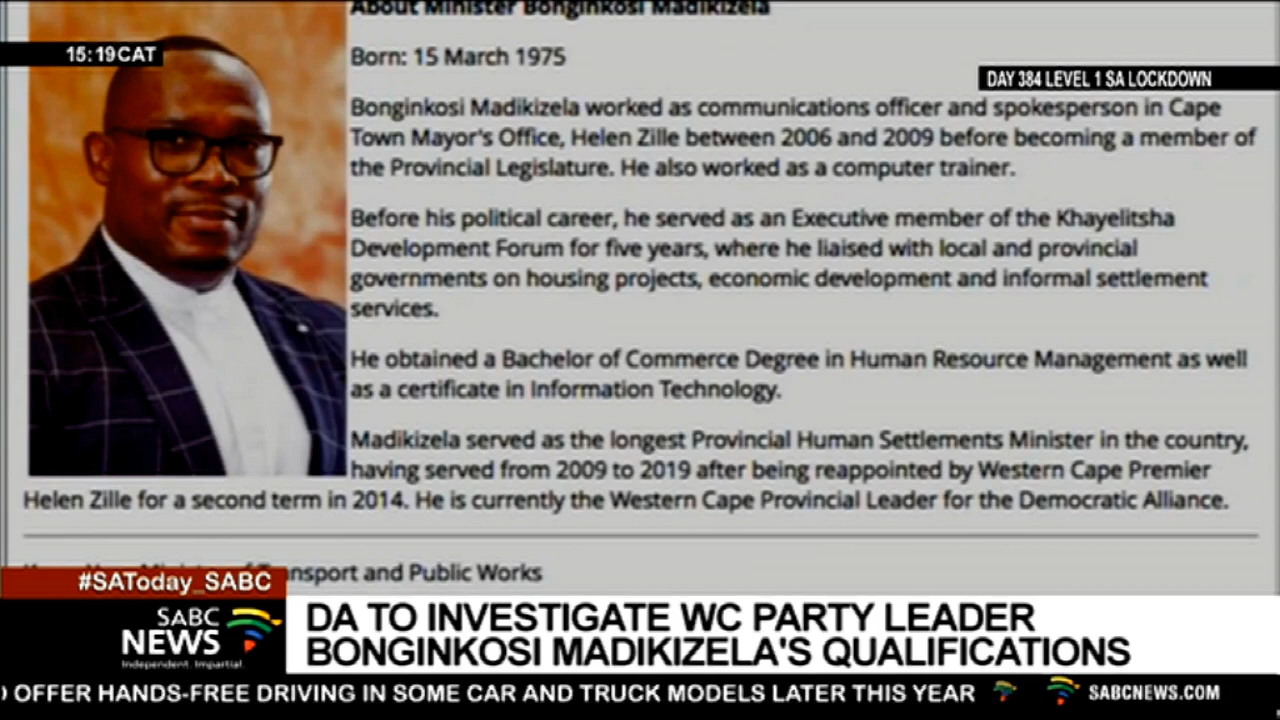 About Minister Bonginkosi Madikizela
15:19 CAT
Born: 15 March 1975
DAY 384 LEVEL 1 SA LOCKDOWN
Bonginkosi Madikizela worked as communications officer and spokesperson in Cape
Town Mayor's Office, Helen Zille between 2006 and 2009 before becoming a member of
the Provincial Legislature. He also worked as a computer trainer.
Before his political career, he served as an Executive member of the Khayelitsha
Development Forum for five years, where he liaised with local and provincial
governments on housing projects, economic development and informal settlement
services.
He obtained a Bachelor of Commerce Degree in Human Resource Management as well
as a certificate in Information Technology.
Madikizela served as the longest Provincial Human Settlements Minister in the country,
having served from 2009 to 2019 after being reappointed by Western Cape Premier
Helen Zille for a second term in 2014. He is currently the Western Cape Provincial Leader for the Democratic Alliance.
and Public Works
#SAToday_SABC
SABC
NEWS
Independent. Impartial.
DA TO INVESTIGATE WC PARTY LEADER
BONGINKOSI MADIKIZELA'S QUALIFICATIONS
OFFER HANDS-FREE DRIVING IN SOME CAR AND TRUCK MODELS LATER THIS YEAR
SABCNEWS.COM